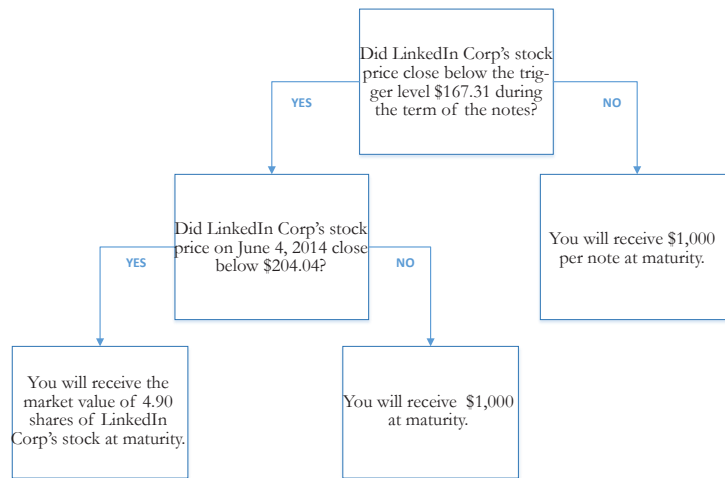 Did LinkedIn Corp's stock
price close below the trig-
ger level $167.31 during
the term of the notes?
YES
NO
Did LinkedIn Corp's stock
price on June 4, 2014 close
below $204.04?
You will receive $1,000
per note at maturity.
YES
NO
You will receive the
market value of 4.90
shares of LinkedIn
Corp's stock at maturity.
You will receive $1,000
at maturity.